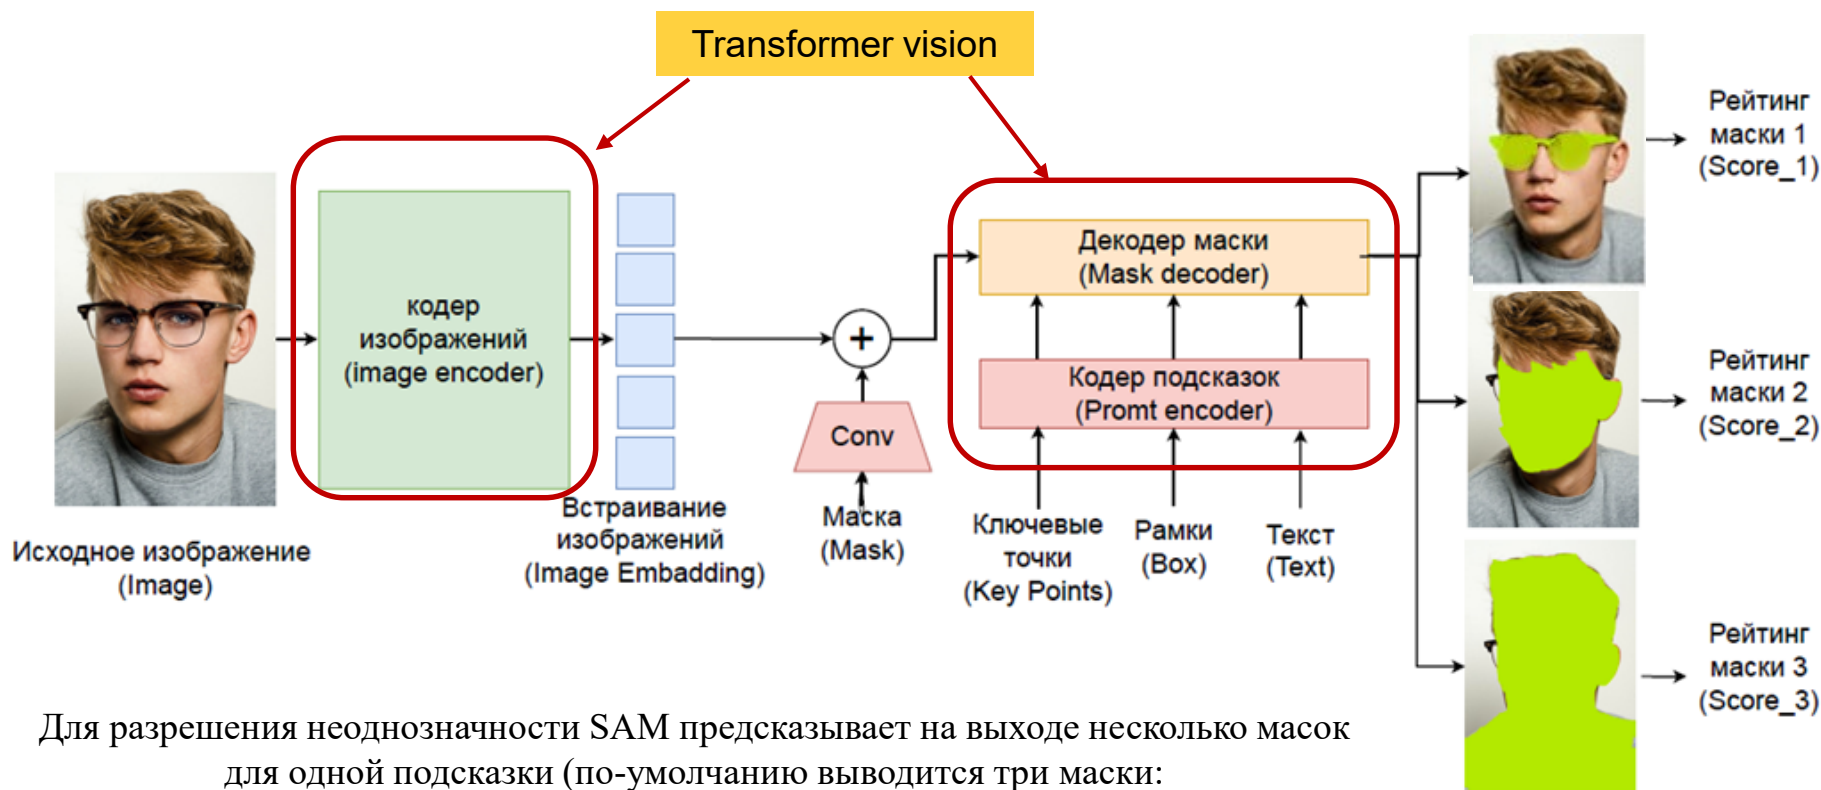 Transformer vision
Исходное изображение
(Image)
кодер
изображений
(image encoder)
Встраивание
изображений
(Image Embadding)
+
Conv
Маска
(Mask)
Декодер маски
(Mask decoder)
Кодер подсказок
(Promt encoder)
Ключевые
точки
(Key Points)
Рамки
(Box)
Текст
(Text)
Рейтинг
маски 1
(Score_1)
Рейтинг
маски 2
(Score_2)
Рейтинг
маски 3
(Score_3)
Для разрешения неоднозначности SAM предсказывает на выходе несколько масок
для одной подсказки (по-умолчанию выводится три маски: